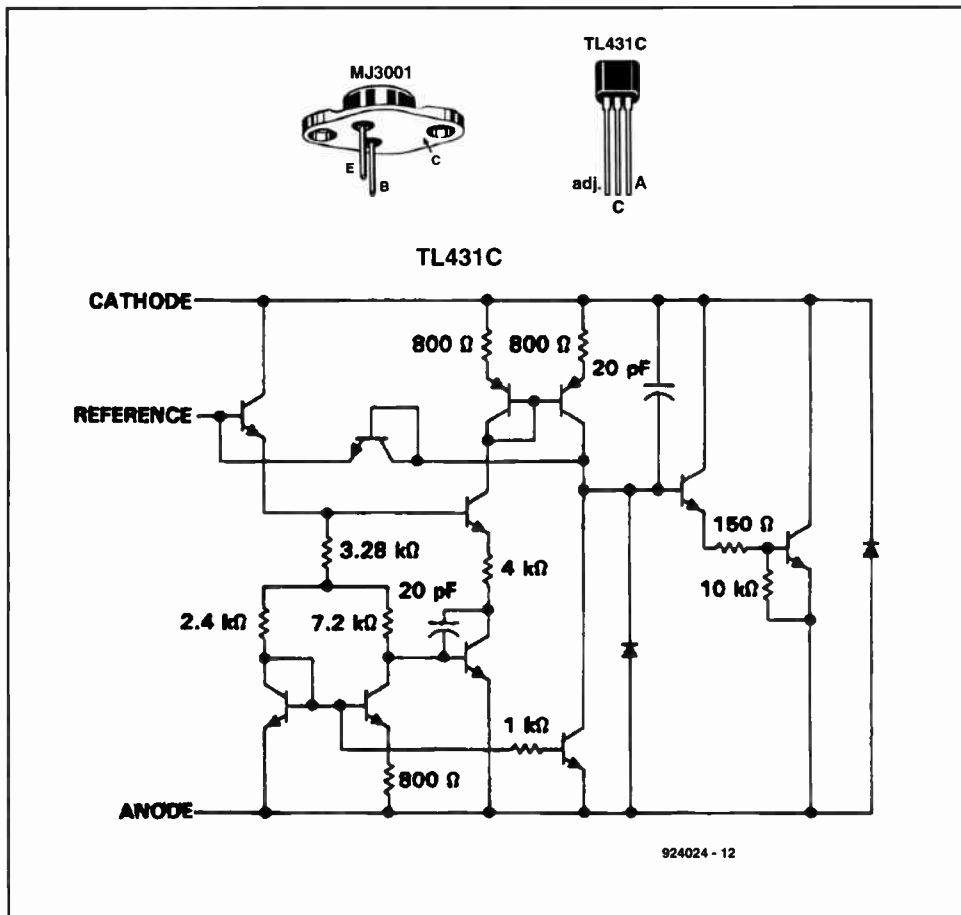 MJ3001
E
B
C
TL431C
adj.
C
A
TL431C
CATHODE
800 Ω
800 Ω
20 pF
REFERENCE
3.28 kΩ
4 kΩ
150 Ω
10 kΩ
20 pF
2.4 kΩ
7.2 kΩ
1 kΩ
800 Ω
ANODE
924024 - 12